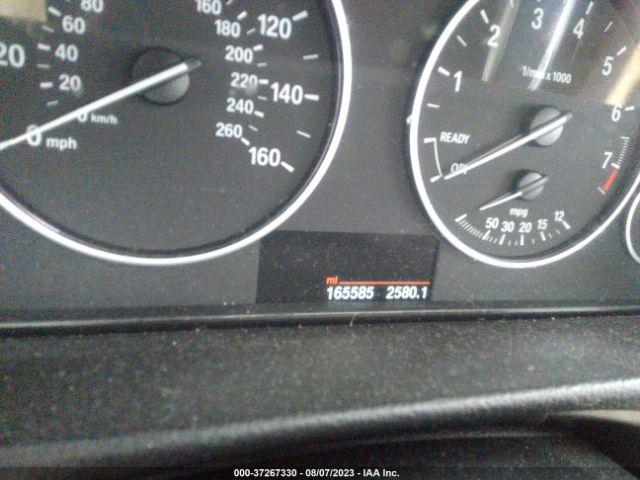 20 40 60 80
0 mph
20
0 km/h
160 180 200 220 240 260
120 140 160
1 2 3 4 5 6 7
1/min x 1000
READY
OFF
50 30 20 15 12
mpg
mi
165585 2580.1
000-37267330 - 08/07/2023 - IAA Inc.